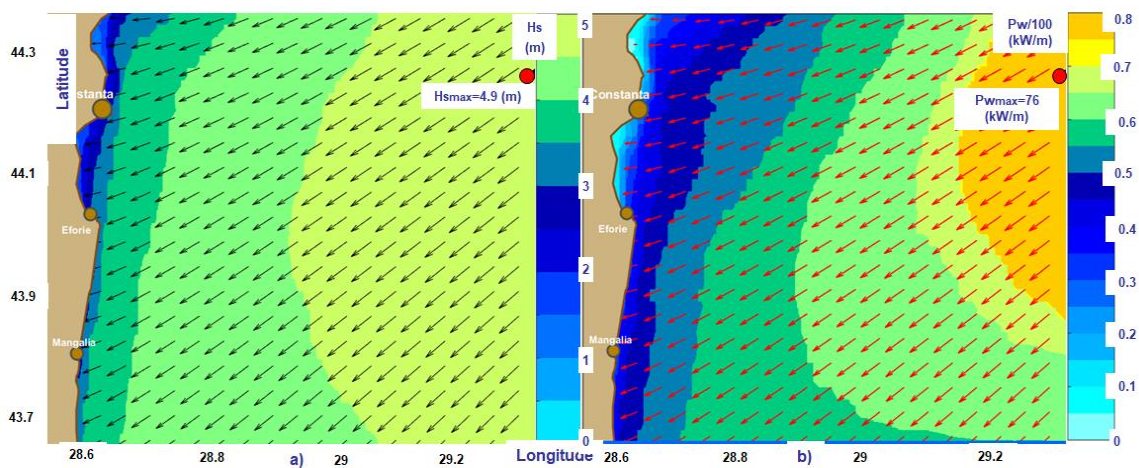 44.3
44.1
43.9
43.7
Latitude
stanta
Eforie
Mangalia
Hs
(m)
Hsmax=4.9 (m)
5
4
3
2
1
0
28.6
28.8
a)
29
29.2
Longitude
Constanta
Eforie
Mangalia
Pw/100
(kW/m)
Pwmax=76
(kW/m)
0.8
0.7
0.6
0.5
0.4
0.3
0.2
0.1
0
28.6
28.8
b)
29
29.2